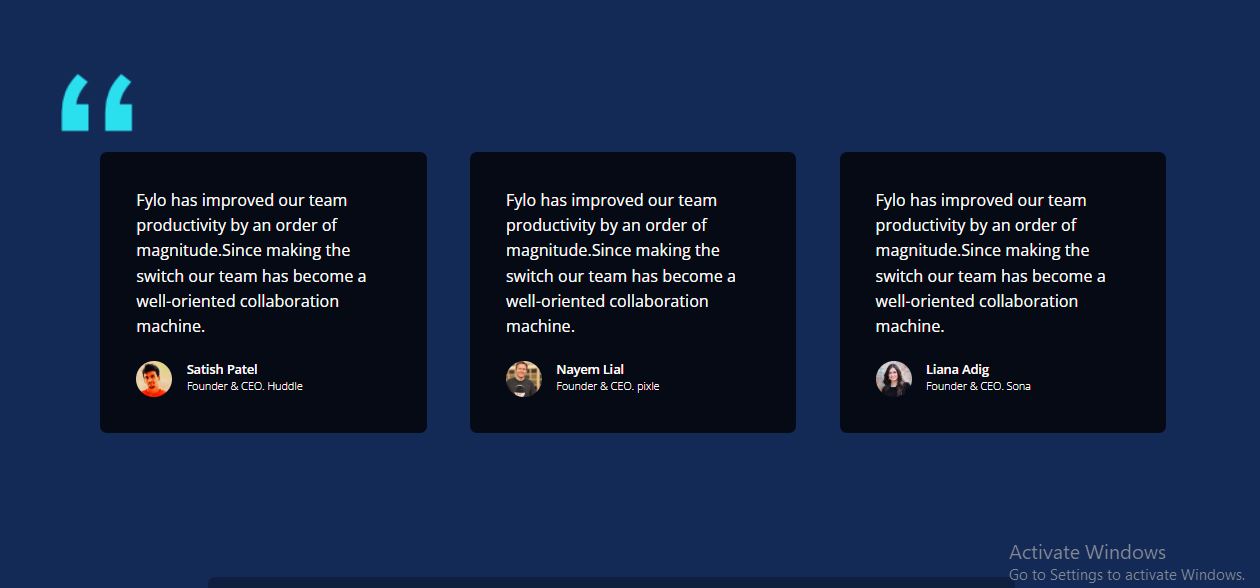 Fylo has improved our team
productivity by an order of
magnitude.Since making the
switch our team has become a
well-oriented collaboration
machine.
Satish Patel
Founder & CEO. Huddle
Fylo has improved our team
productivity by an order of
magnitude.Since making the
switch our team has become a
well-oriented collaboration
machine.
Nayem Lial
Founder & CEO. pixle
Fylo has improved our team
productivity by an order of
magnitude.Since making the
switch our team has become a
well-oriented collaboration
machine.
Liana Adig
Founder & CEO. Sona
Activate Windows
Go to Settings to activate Windows.